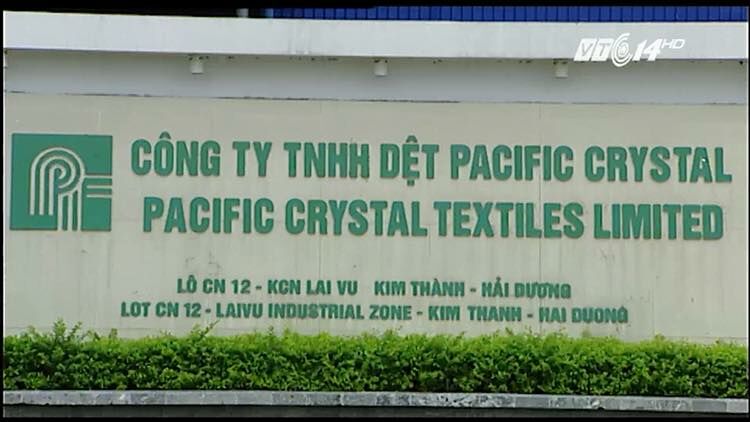 VTC14HD
CÔNG TY TNHH DỆT PACIFIC CRYSTAL
PACIFIC CRYSTAL TEXTILES LIMITED
LÔ CN 12 - KCN LAI VU KIM THÀNH - HẢI DƯƠNG
LOT CN 12 - LAIVU INDUSTRIAL ZONE - KIM THANH - HAI DUONG